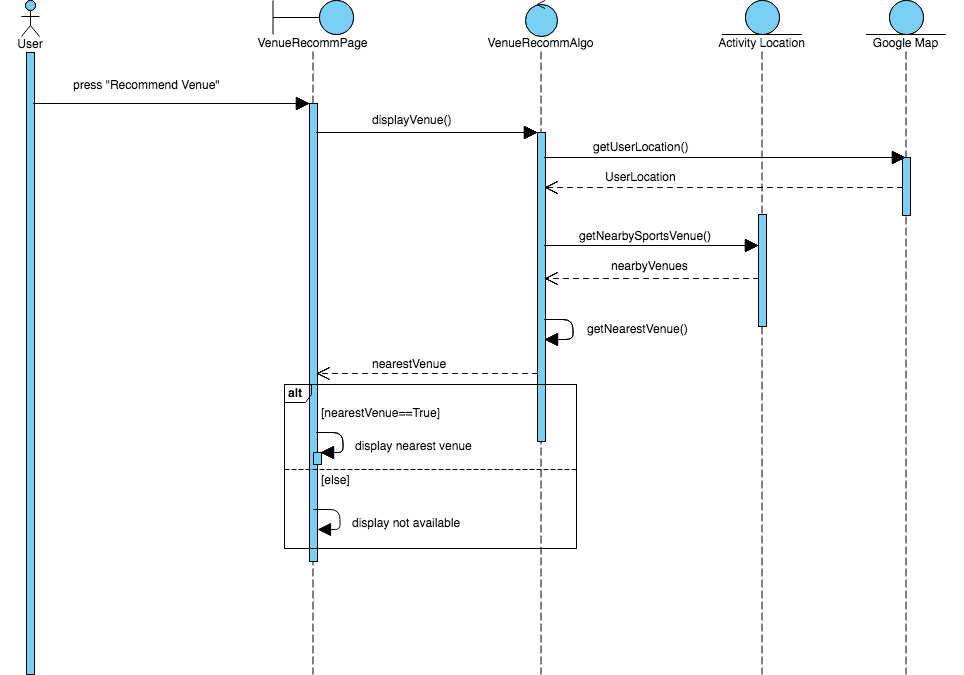 User
VenueRecommPage
VenueRecommAlgo
Activity Location
Google Map
press "Recommend Venue"
displayVenue()
getUserLocation()
UserLocation
getNearbySportsVenue()
nearbyVenues
getNearestVenue()
nearestVenue
alt
[nearestVenue==True]
display nearest venue
[else]
display not available